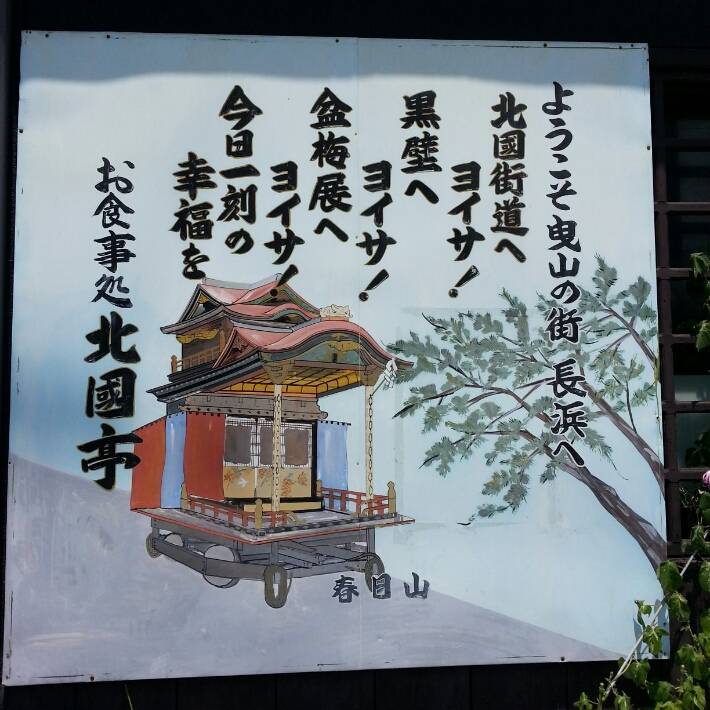 ようこそ曳山の街 長浜へ
北國街道へ
ヨイサ！
黒壁へ
ヨイサ！
盆梅展へ
ヨイサ！
今日一刻の
幸福を
お食事処 北國亭
春日山